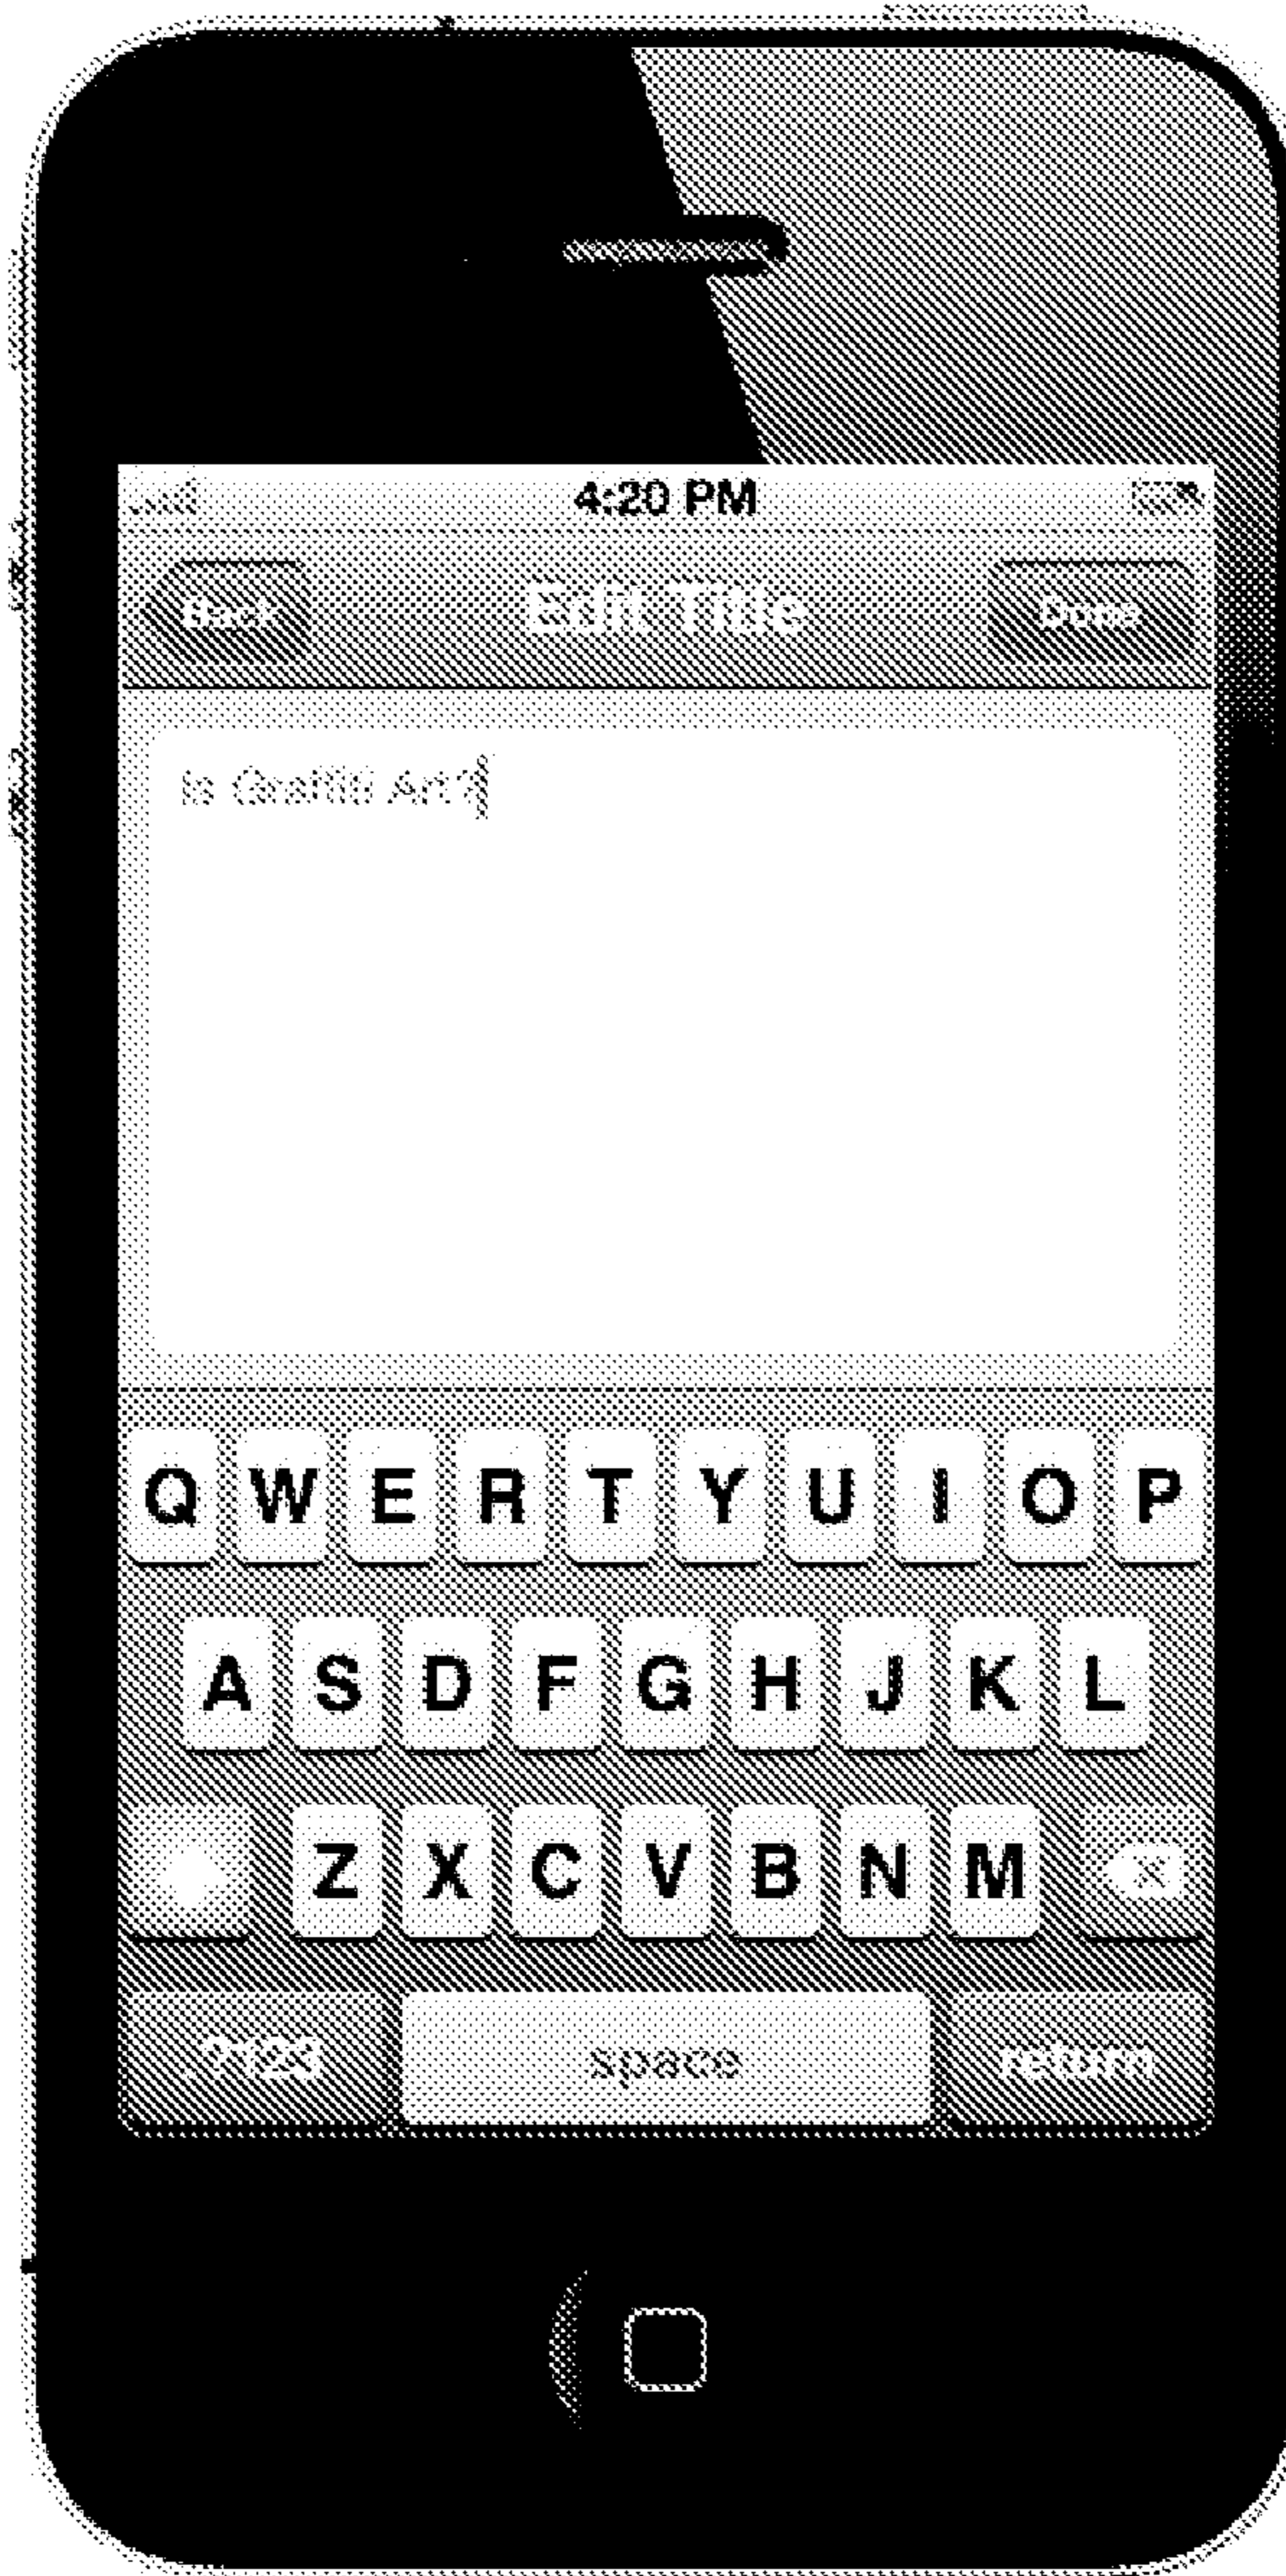 4:20 PM
Back Edit Title Done
Is Graffiti Art?
Q W E R T Y U I O P
A S D F G H J K L
Z X C V B N M
.?123 space return